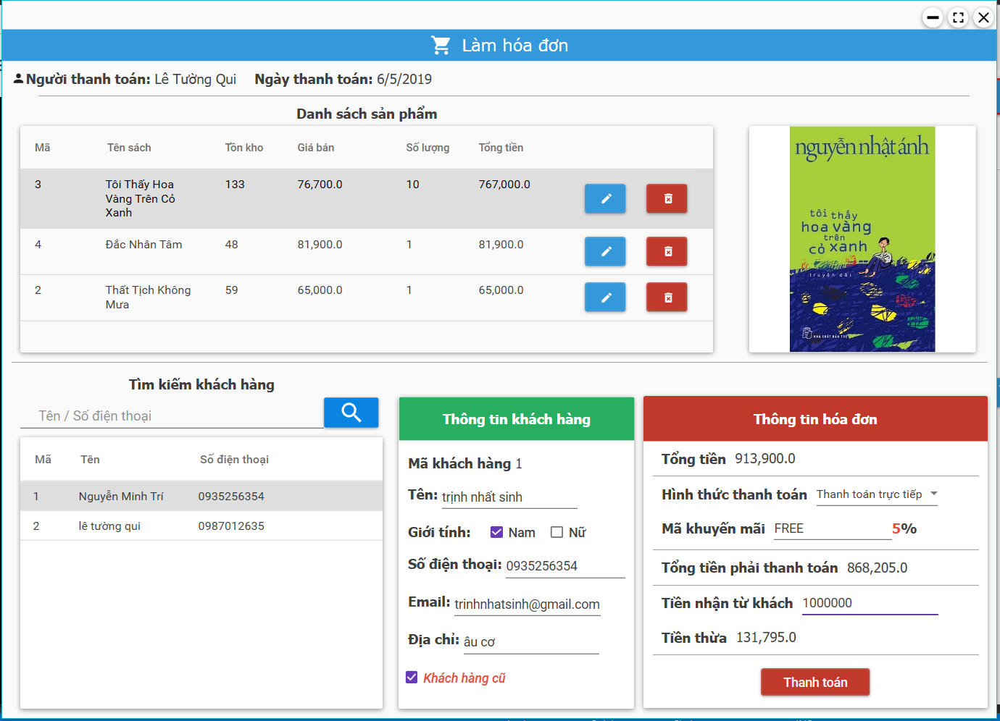 Làm hóa đơn
Người thanh toán: Lê Tường Qui Ngày thanh toán: 6/5/2019
Danh sách sản phẩm
Mã Tên sách Tồn kho Giá bán Số lượng Tổng tiền
3 Tôi Thấy Hoa Vàng Trên Cỏ Xanh 133 76,700.0 10 767,000.0
4 Đắc Nhân Tâm 48 81,900.0 1 81,900.0
2 Thất Tịch Không Mưa 59 65,000.0 1 65,000.0
nguyễn nhật ánh
tôi thấy
hoa vàng
trên
cỏ xanh
truyện dài
NHÀ XUẤT BẢN TRẺ
Tìm kiếm khách hàng
Tên / Số điện thoại
Mã Tên Số điện thoại
1 Nguyễn Minh Trí 0935256354
2 lê tường qui 0987012635
Thông tin khách hàng
Mã khách hàng 1
Tên: trịnh nhất sinh
Giới tính: Nam Nữ
Số điện thoại: 0935256354
Email: trinhnhatsinh@gmail.com
Địa chỉ: âu cơ
Khách hàng cũ
Thông tin hóa đơn
Tổng tiền 913,900.0
Hình thức thanh toán Thanh toán trực tiếp
Mã khuyến mãi FREE 5%
Tổng tiền phải thanh toán 868,205.0
Tiền nhận từ khách 1000000
Tiền thừa 131,795.0
Thanh toán